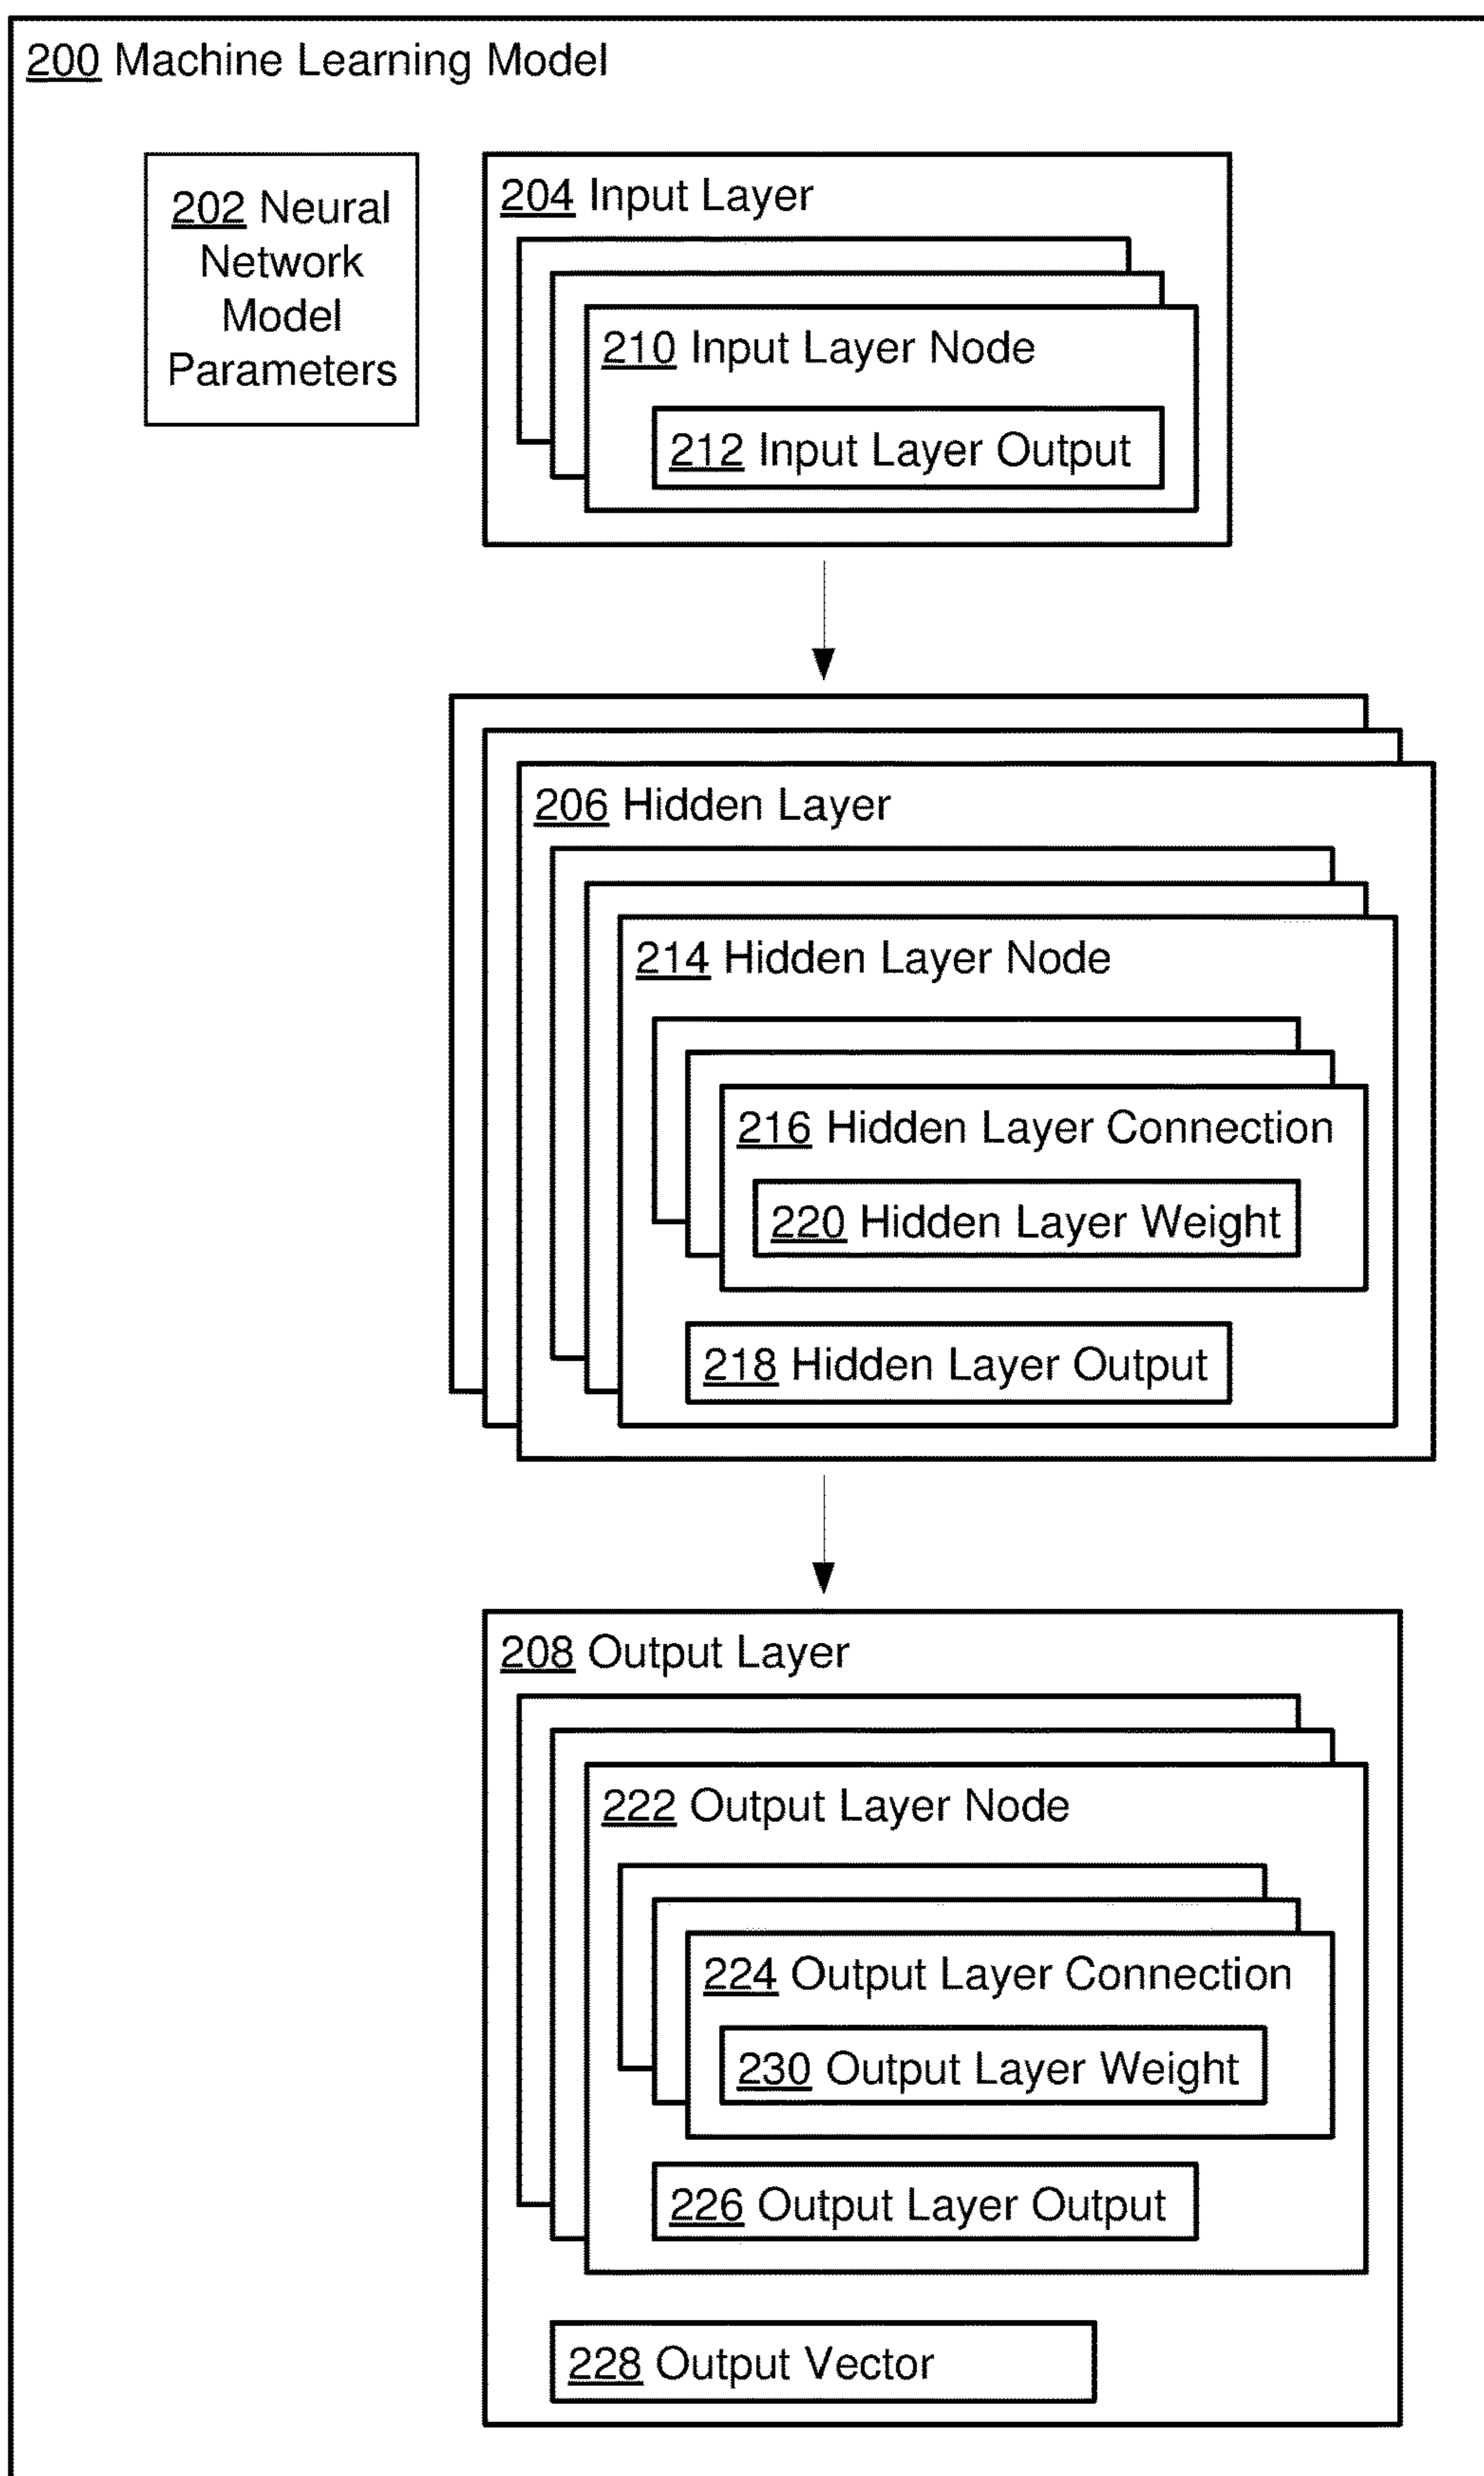 200 Machine Learning Model
202 Neural
Network
Model
Parameters
204 Input Layer
210 Input Layer Node
212 Input Layer Output
206 Hidden Layer
214 Hidden Layer Node
216 Hidden Layer Connection
220 Hidden Layer Weight
218 Hidden Layer Output
208 Output Layer
222 Output Layer Node
224 Output Layer Connection
230 Output Layer Weight
226 Output Layer Output
228 Output Vector